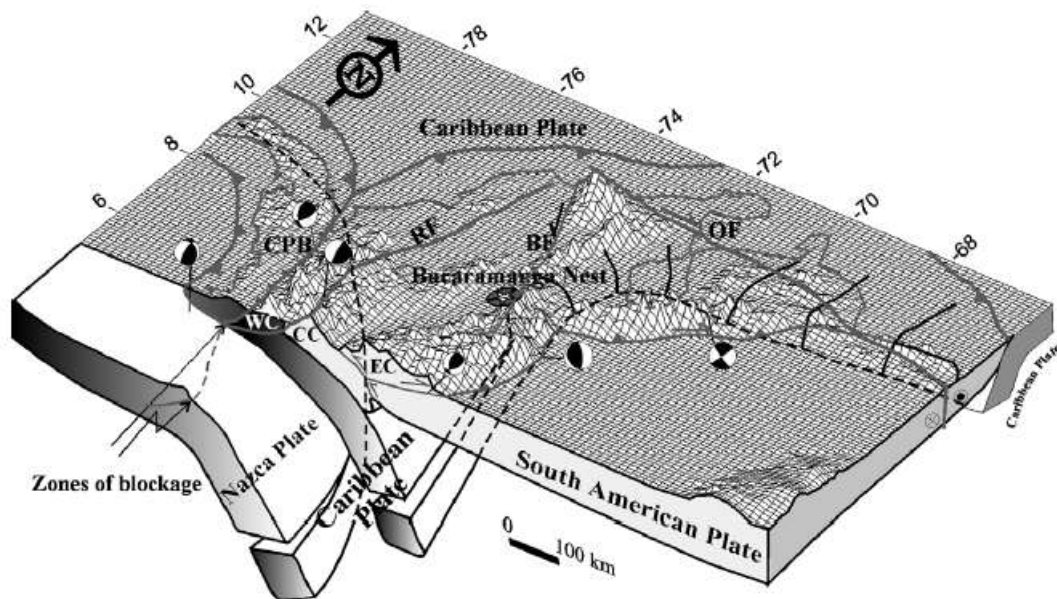 12
-78
N
10
-76
8
Caribbean Plate
-74
6
-72
-70
CPB
RF
BF
OF
-68
Bucaramanga Nest
WC
CC
EC
Caribbean Plate
Zones of blockage
Nazca Plate
Caribbean
Plate
South American Plate
0
100 km